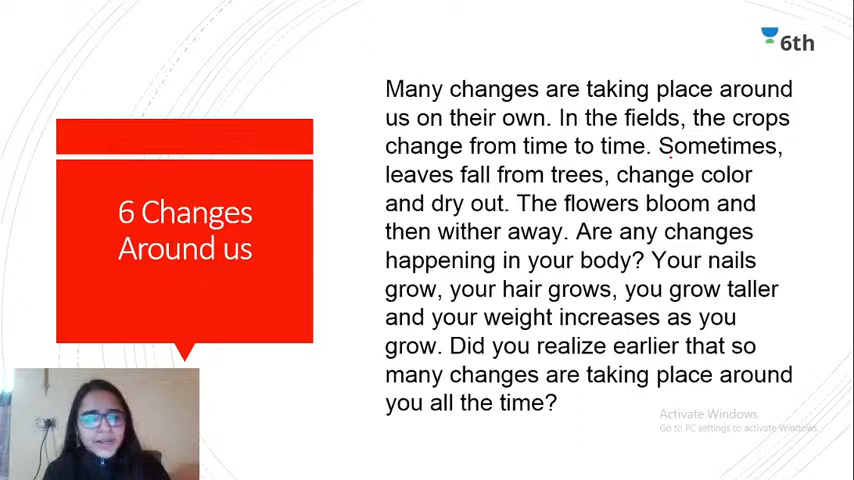 6th
6 Changes
Around us
Many changes are taking place around
us on their own. In the fields, the crops
change from time to time. Sometimes,
leaves fall from trees, change color
and dry out. The flowers bloom and
then wither away. Are any changes
happening in your body? Your nails
grow, your hair grows, you grow taller
and your weight increases as you
grow. Did you realize earlier that so
many changes are taking place around
you all the time?
Activate Windows
Go to PC settings to activate Windows.